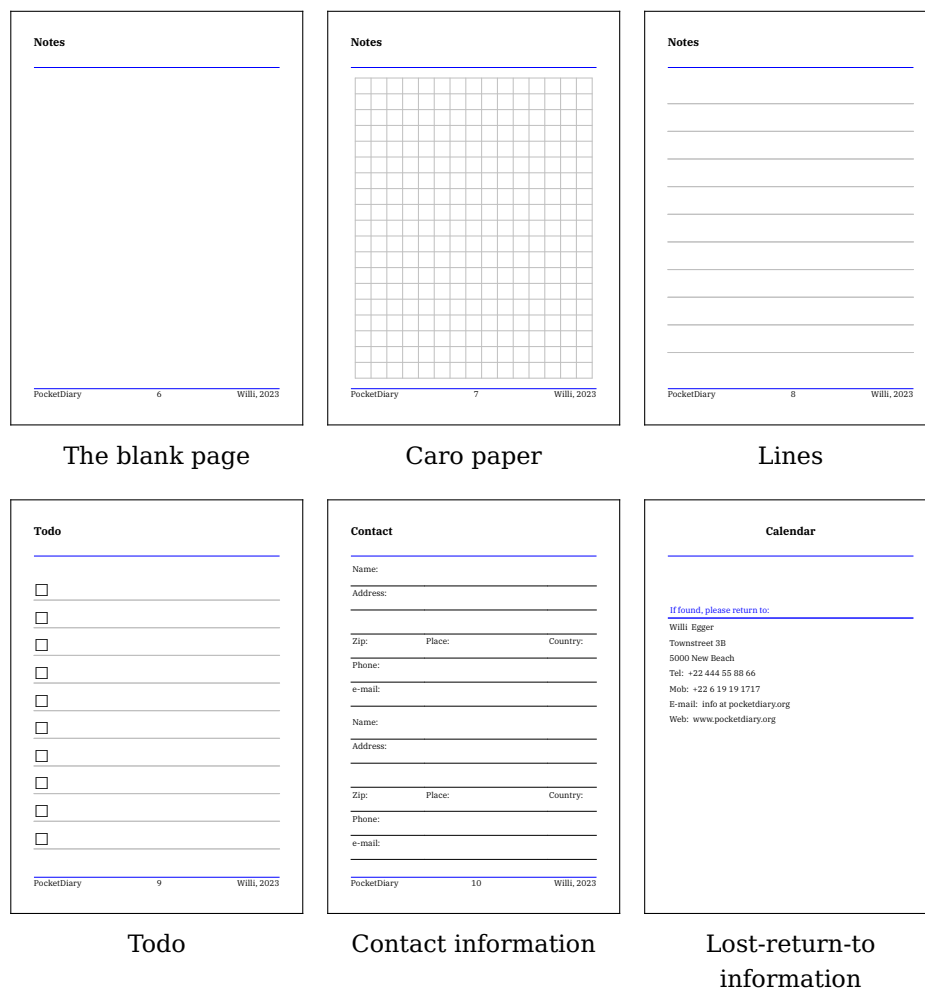 Notes
PocketDiary 6 Willi, 2023
The blank page
Notes
PocketDiary 7 Willi, 2023
Caro paper
Notes
PocketDiary 8 Willi, 2023
Lines
Todo
PocketDiary 9 Willi, 2023
Todo
Contact
Name:
Address:
Zip: Place: Country:
Phone:
e-mail:
Name:
Address:
Zip: Place: Country:
Phone:
e-mail:
PocketDiary 10 Willi, 2023
Contact information
Calendar
If found, please return to:
Willi Egger
Townstreet 3B
5000 New Beach
Tel: +22 444 55 88 66
Mob: +22 6 19 19 1717
E-mail: info at pocketdiary.org
Web: www.pocketdiary.org
Lost-return-to
information